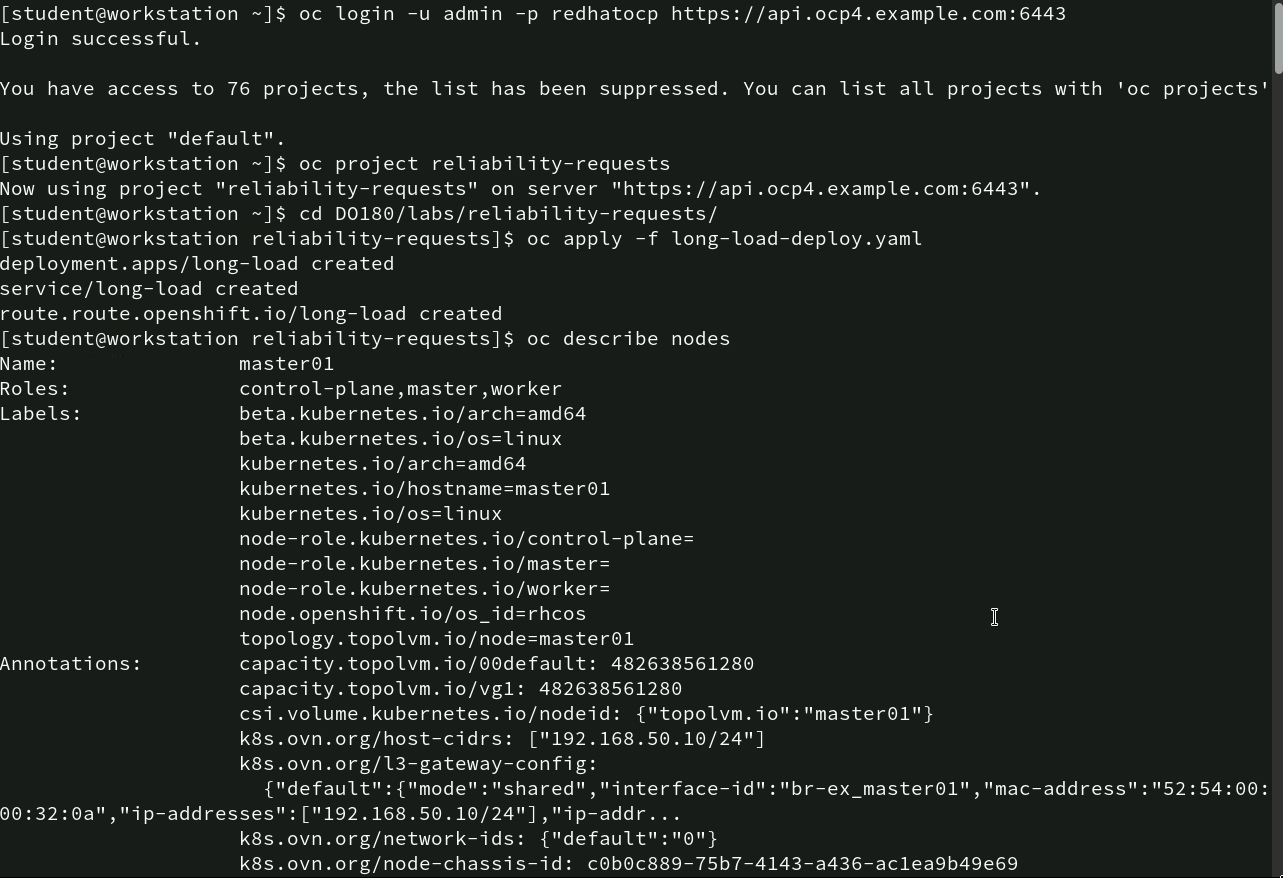 [student@workstation ~]$ oc login -u admin -p redhatocp https://api.ocp4.example.com:6443
Login successful.
You have access to 76 projects, the list has been suppressed. You can list all projects with 'oc projects'
Using project "default".
[student@workstation ~]$ oc project reliability-requests
Now using project "reliability-requests" on server "https://api.ocp4.example.com:6443".
[student@workstation ~]$ cd DO180/labs/reliability-requests/
[student@workstation reliability-requests]$ oc apply -f long-load-deploy.yaml
deployment.apps/long-load created
service/long-load created
route.route.openshift.io/long-load created
[student@workstation reliability-requests]$ oc describe nodes
Name:               master01
Roles:              control-plane,master,worker
Labels:             beta.kubernetes.io/arch=amd64
                    beta.kubernetes.io/os=linux
                    kubernetes.io/arch=amd64
                    kubernetes.io/hostname=master01
                    kubernetes.io/os=linux
                    node-role.kubernetes.io/control-plane=
                    node-role.kubernetes.io/master=
                    node-role.kubernetes.io/worker=
                    node.openshift.io/os_id=rhcos
                    topology.topolvm.io/node=master01
Annotations:        capacity.topolvm.io/00default: 482638561280
                    capacity.topolvm.io/vg1: 482638561280
                    csi.volume.kubernetes.io/nodeid: {"topolvm.io":"master01"}
                    k8s.ovn.org/host-cidrs: ["192.168.50.10/24"]
                    k8s.ovn.org/l3-gateway-config:
                      {"default":{"mode":"shared","interface-id":"br-ex_master01","mac-address":"52:54:00:
00:32:0a","ip-addresses":["192.168.50.10/24"],"ip-addr...
                    k8s.ovn.org/network-ids: {"default":"0"}
                    k8s.ovn.org/node-chassis-id: c0b0c889-75b7-4143-a436-ac1ea9b49e69